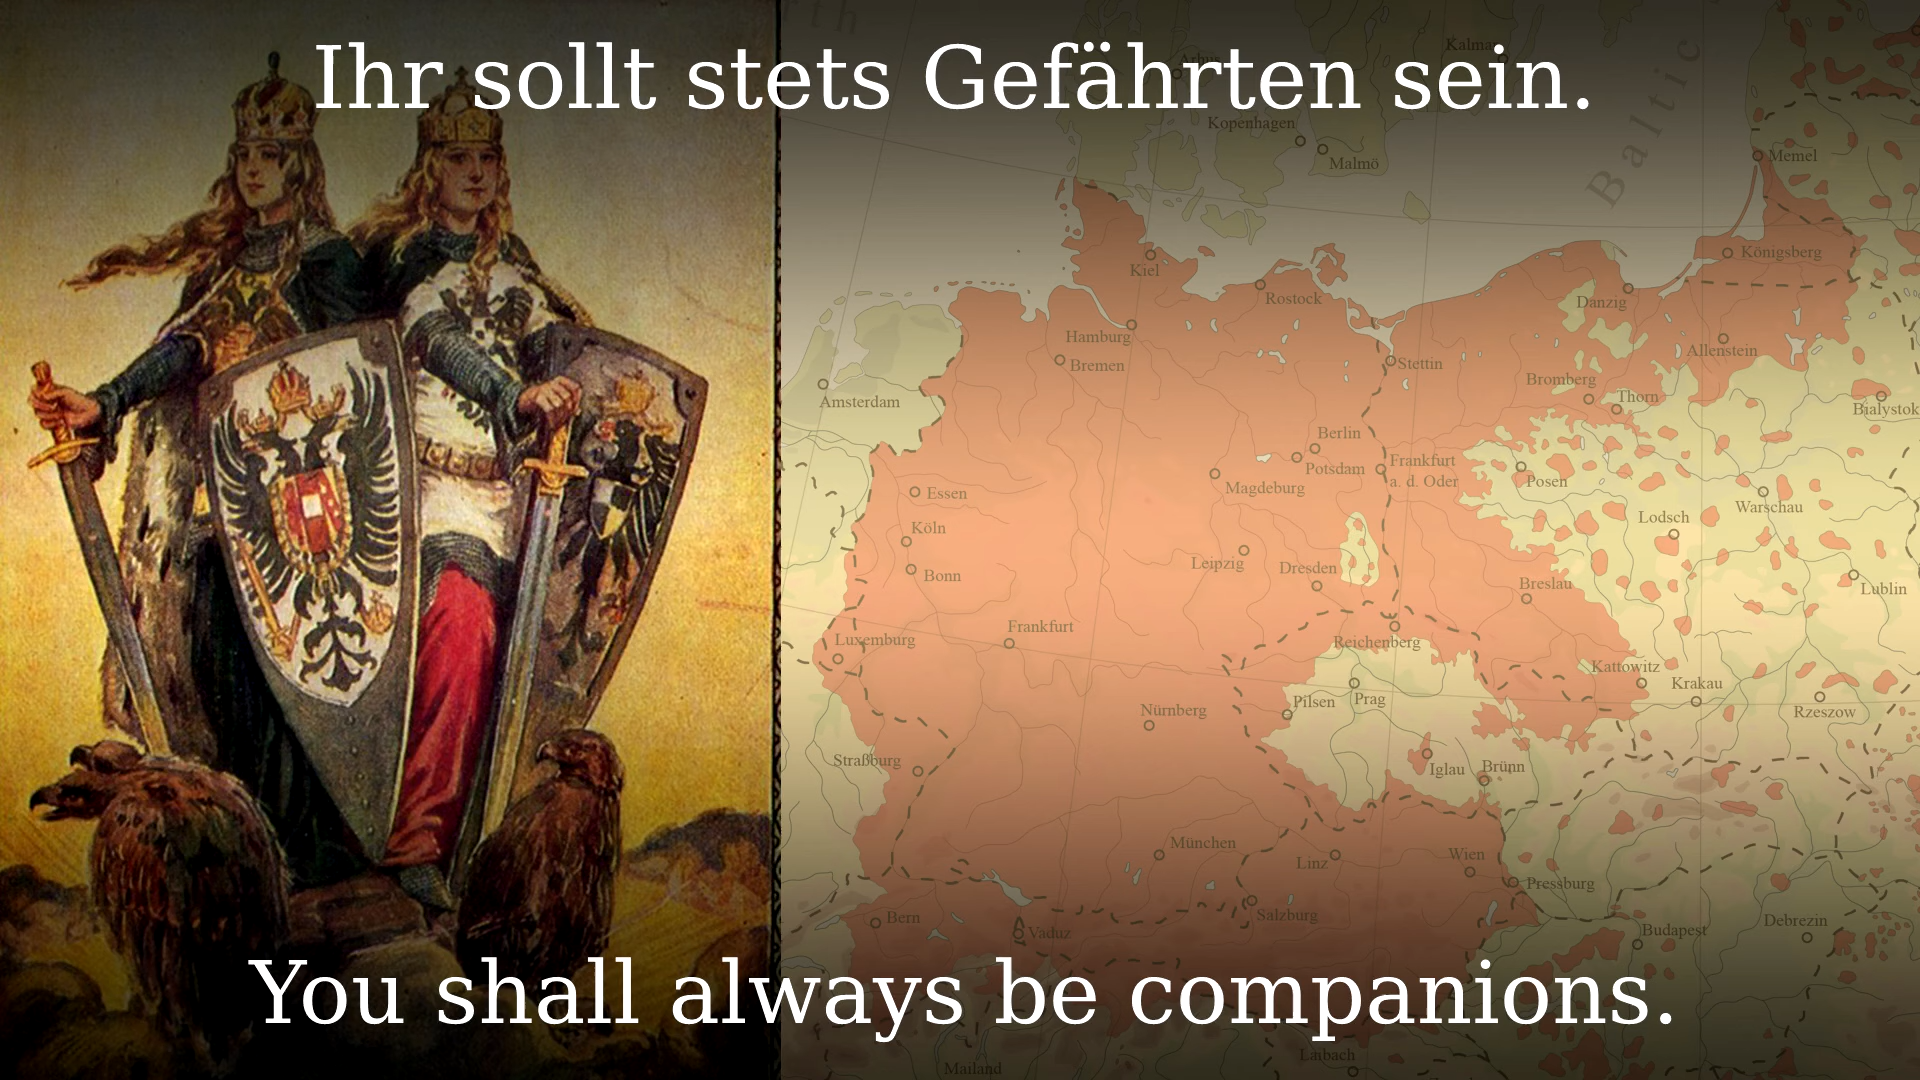 Ihr sollt stets Gefährten sein.
Kalmar
Kopenhagen
Malmö
Baltic
Memel
Königsberg
Kiel
Rostock
Danzig
Hamburg
Bremen
Stettin
Allenstein
Bromberg
Thorn
Amsterdam
Bialystok
Berlin
Potsdam
Frankfurt
a. d. Oder
Magdeburg
Essen
Posen
Warschau
Lodsch
Köln
Bonn
Leipzig
Dresden
Breslau
Lublin
Luxemburg
Frankfurt
Reichenberg
Kattowitz
Krakau
Nürnberg
Pilsen
Prag
Rzeszow
Straßburg
Iglau
Brünn
München
Linz
Wien
Pressburg
Bern
Vaduz
Salzburg
Budapest
Debrezin
You shall always be companions.
Laibach
Mailand